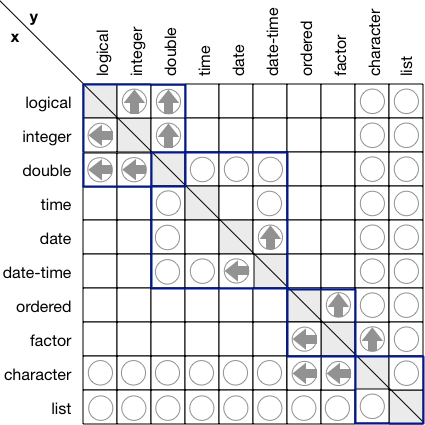 y
x
logical
integer
double
time
date
date-time
ordered
factor
character
list
logical
integer
double
time
date
date-time
ordered
factor
character
list